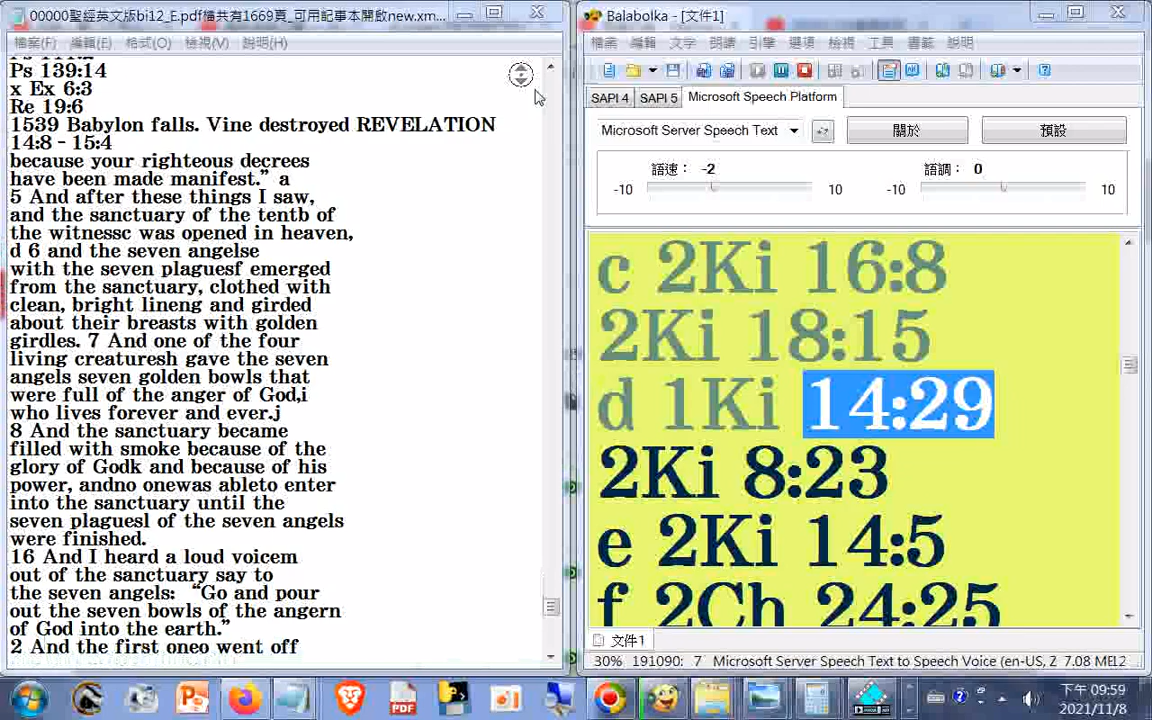 00000聖經英文版bi12_E.pdf檔共有1669頁_可用記事本開啟new.xm...
檔案(F) 編輯(E) 格式(O) 檢視(V) 說明(H)
Ps 139:14
x Ex 6:3
Re 19:6
1539 Babylon falls. Vine destroyed REVELATION
14:8 - 15:4
because your righteous decrees
have been made manifest.” a
5 And after these things I saw,
and the sanctuary of the tentb of
the witnessc was opened in heaven,
d 6 and the seven angelse
with the seven plaguesf emerged
from the sanctuary, clothed with
clean, bright lineng and girded
about their breasts with golden
girdles. 7 And one of the four
living creaturesh gave the seven
angels seven golden bowls that
were full of the anger of God,i
who lives forever and ever.j
8 And the sanctuary became
filled with smoke because of the
glory of Godk and because of his
power, andno onewas ableto enter
into the sanctuary until the
seven plaguesl of the seven angels
were finished.
16 And I heard a loud voicem
out of the sanctuary say to
the seven angels: “Go and pour
out the seven bowls of the angern
of God into the earth.”
2 And the first oneo went off
Balabolka - [文件1]
檔案 編輯 文字 朗讀 引擎 選項 檢視 工具 書籤 說明
SAPI 4 SAPI 5 Microsoft Speech Platform
Microsoft Server Speech Text 關於 預設
語速： -2 語調： 0
-10 10 -10 10
c 2Ki 16:8
2Ki 18:15
d 1Ki 14:29
2Ki 8:23
e 2Ki 14:5
f 2Ch 24:25
文件1
30% 191090: 7 Microsoft Server Speech Text to Speech Voice (en-US, Z 7.08 ME
PDF
下午 09:59
2021/11/8